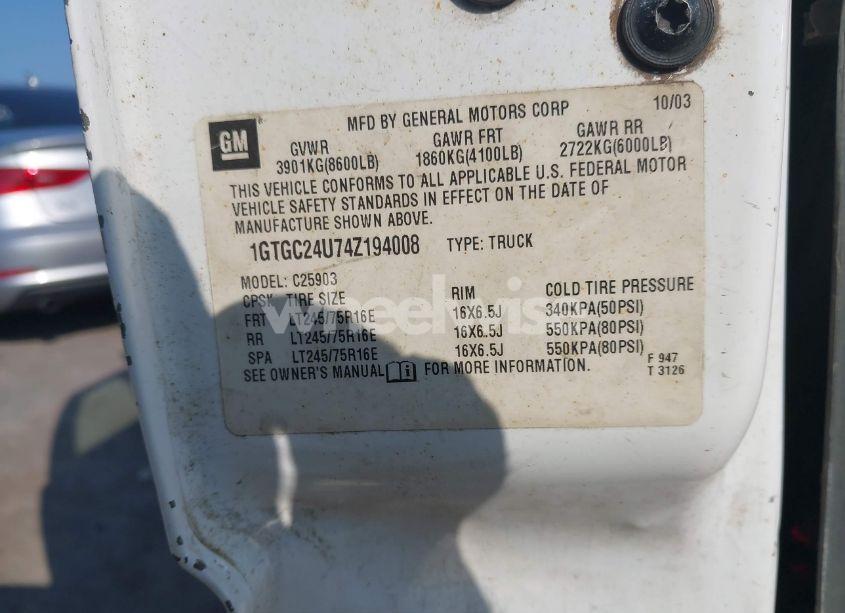 MFD BY GENERAL MOTORS CORP 10/03
GM
GVWR GAWR FRT GAWR RR
3901KG(8600LB) 1860KG(4100LB) 2722KG(6000LB)
THIS VEHICLE CONFORMS TO ALL APPLICABLE U.S. FEDERAL MOTOR
VEHICLE SAFETY STANDARDS IN EFFECT ON THE DATE OF
MANUFACTURE SHOWN ABOVE.
1GTGC24U74Z194008 TYPE: TRUCK
MODEL: C25903
CPSK TIRE SIZE RIM COLD TIRE PRESSURE
FRT LT245/75R16E 16X6.5J 340KPA(50PSI)
RR LT245/75R16E 16X6.5J 550KPA(80PSI)
SPA LT245/75R16E 16X6.5J 550KPA(80PSI)
SEE OWNER'S MANUAL FOR MORE INFORMATION.
F 947
T 3126